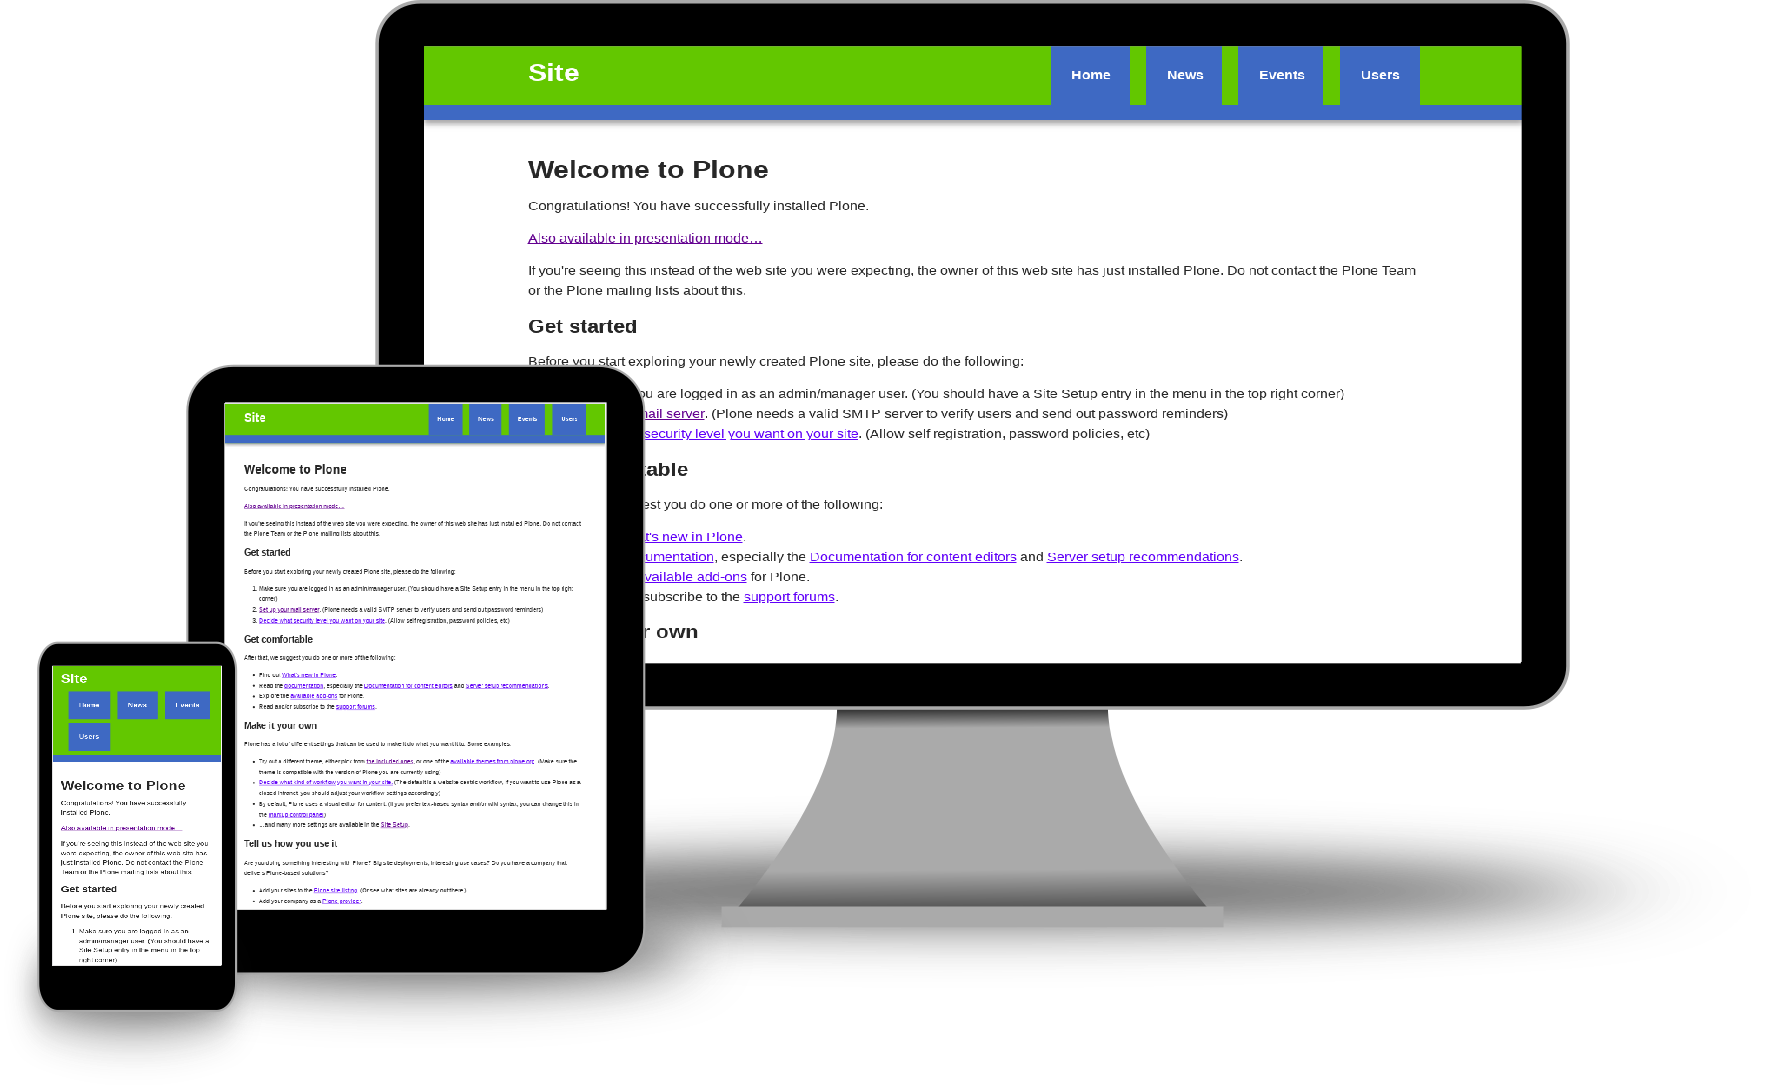 Site
Home News Events Users
Welcome to Plone
Congratulations! You have successfully installed Plone.
Also available in presentation mode…
If you're seeing this instead of the web site you were expecting, the owner of this web site has just installed Plone. Do not contact the Plone Team
or the Plone mailing lists about this.
Get started
Before you start exploring your newly created Plone site, please do the following:
you are logged in as an admin/manager user. (You should have a Site Setup entry in the menu in the top right corner)
mail server. (Plone needs a valid SMTP server to verify users and send out password reminders)
security level you want on your site. (Allow self registration, password policies, etc)
table
est you do one or more of the following:
t's new in Plone.
umentation, especially the Documentation for content editors and Server setup recommendations.
vailable add-ons for Plone.
subscribe to the support forums.
r own
Site
Home News Events Users
Welcome to Plone
Congratulations! You have successfully installed Plone.
Also available in presentation mode…
If you're seeing this instead of the web site you were expecting, the owner of this web site has just installed Plone. Do not contact
the Plone Team or the Plone mailing lists about this.
Get started
Before you start exploring your newly created Plone site, please do the following:
1. Make sure you are logged in as an admin/manager user. (You should have a Site Setup entry in the menu in the top right
corner)
2. Set up your mail server. (Plone needs a valid SMTP server to verify users and send out password reminders)
3. Decide what security level you want on your site. (Allow self registration, password policies, etc)
Get comfortable
After that, we suggest you do one or more of the following:
• Find out What's new in Plone.
• Read the documentation, especially the Documentation for content editors and Server setup recommendations.
• Explore the available add-ons for Plone.
• Read and/or subscribe to the support forums.
Make it your own
Plone has a lot of different settings that can be used to make it do what you want it to. Some examples:
• Try out a different theme, either pick from the included ones, or one of the available themes from plone.org. (Make sure the
theme is compatible with the version of Plone you are currently using)
• Decide what kind of workflow you want in your site. (The default is a website-centric workflow, if you want to use Plone as a
closed intranet, you should adjust your workflow settings accordingly)
• By default, Plone uses a visual editor for content. (If you prefer text-based syntax and/or wiki syntax, you can change this in
the markup control panel)
• …and many more settings are available in the Site Setup.
Tell us how you use it
Are you doing something interesting with Plone? Big site deployments, interesting use cases? Do you have a company that
delivers Plone-based solutions?
• Add your sites to the Plone site listing. (Or see what sites are already out there.)
• Add your company as a Plone provider.
Site
Home News Events
Users
Welcome to Plone
Congratulations! You have successfully
installed Plone.
Also available in presentation mode…
If you're seeing this instead of the web site you
were expecting, the owner of this web site has
just installed Plone. Do not contact the Plone
Team or the Plone mailing lists about this.
Get started
Before you start exploring your newly created
Plone site, please do the following:
1. Make sure you are logged in as an
admin/manager user. (You should have a
Site Setup entry in the menu in the top
right corner)